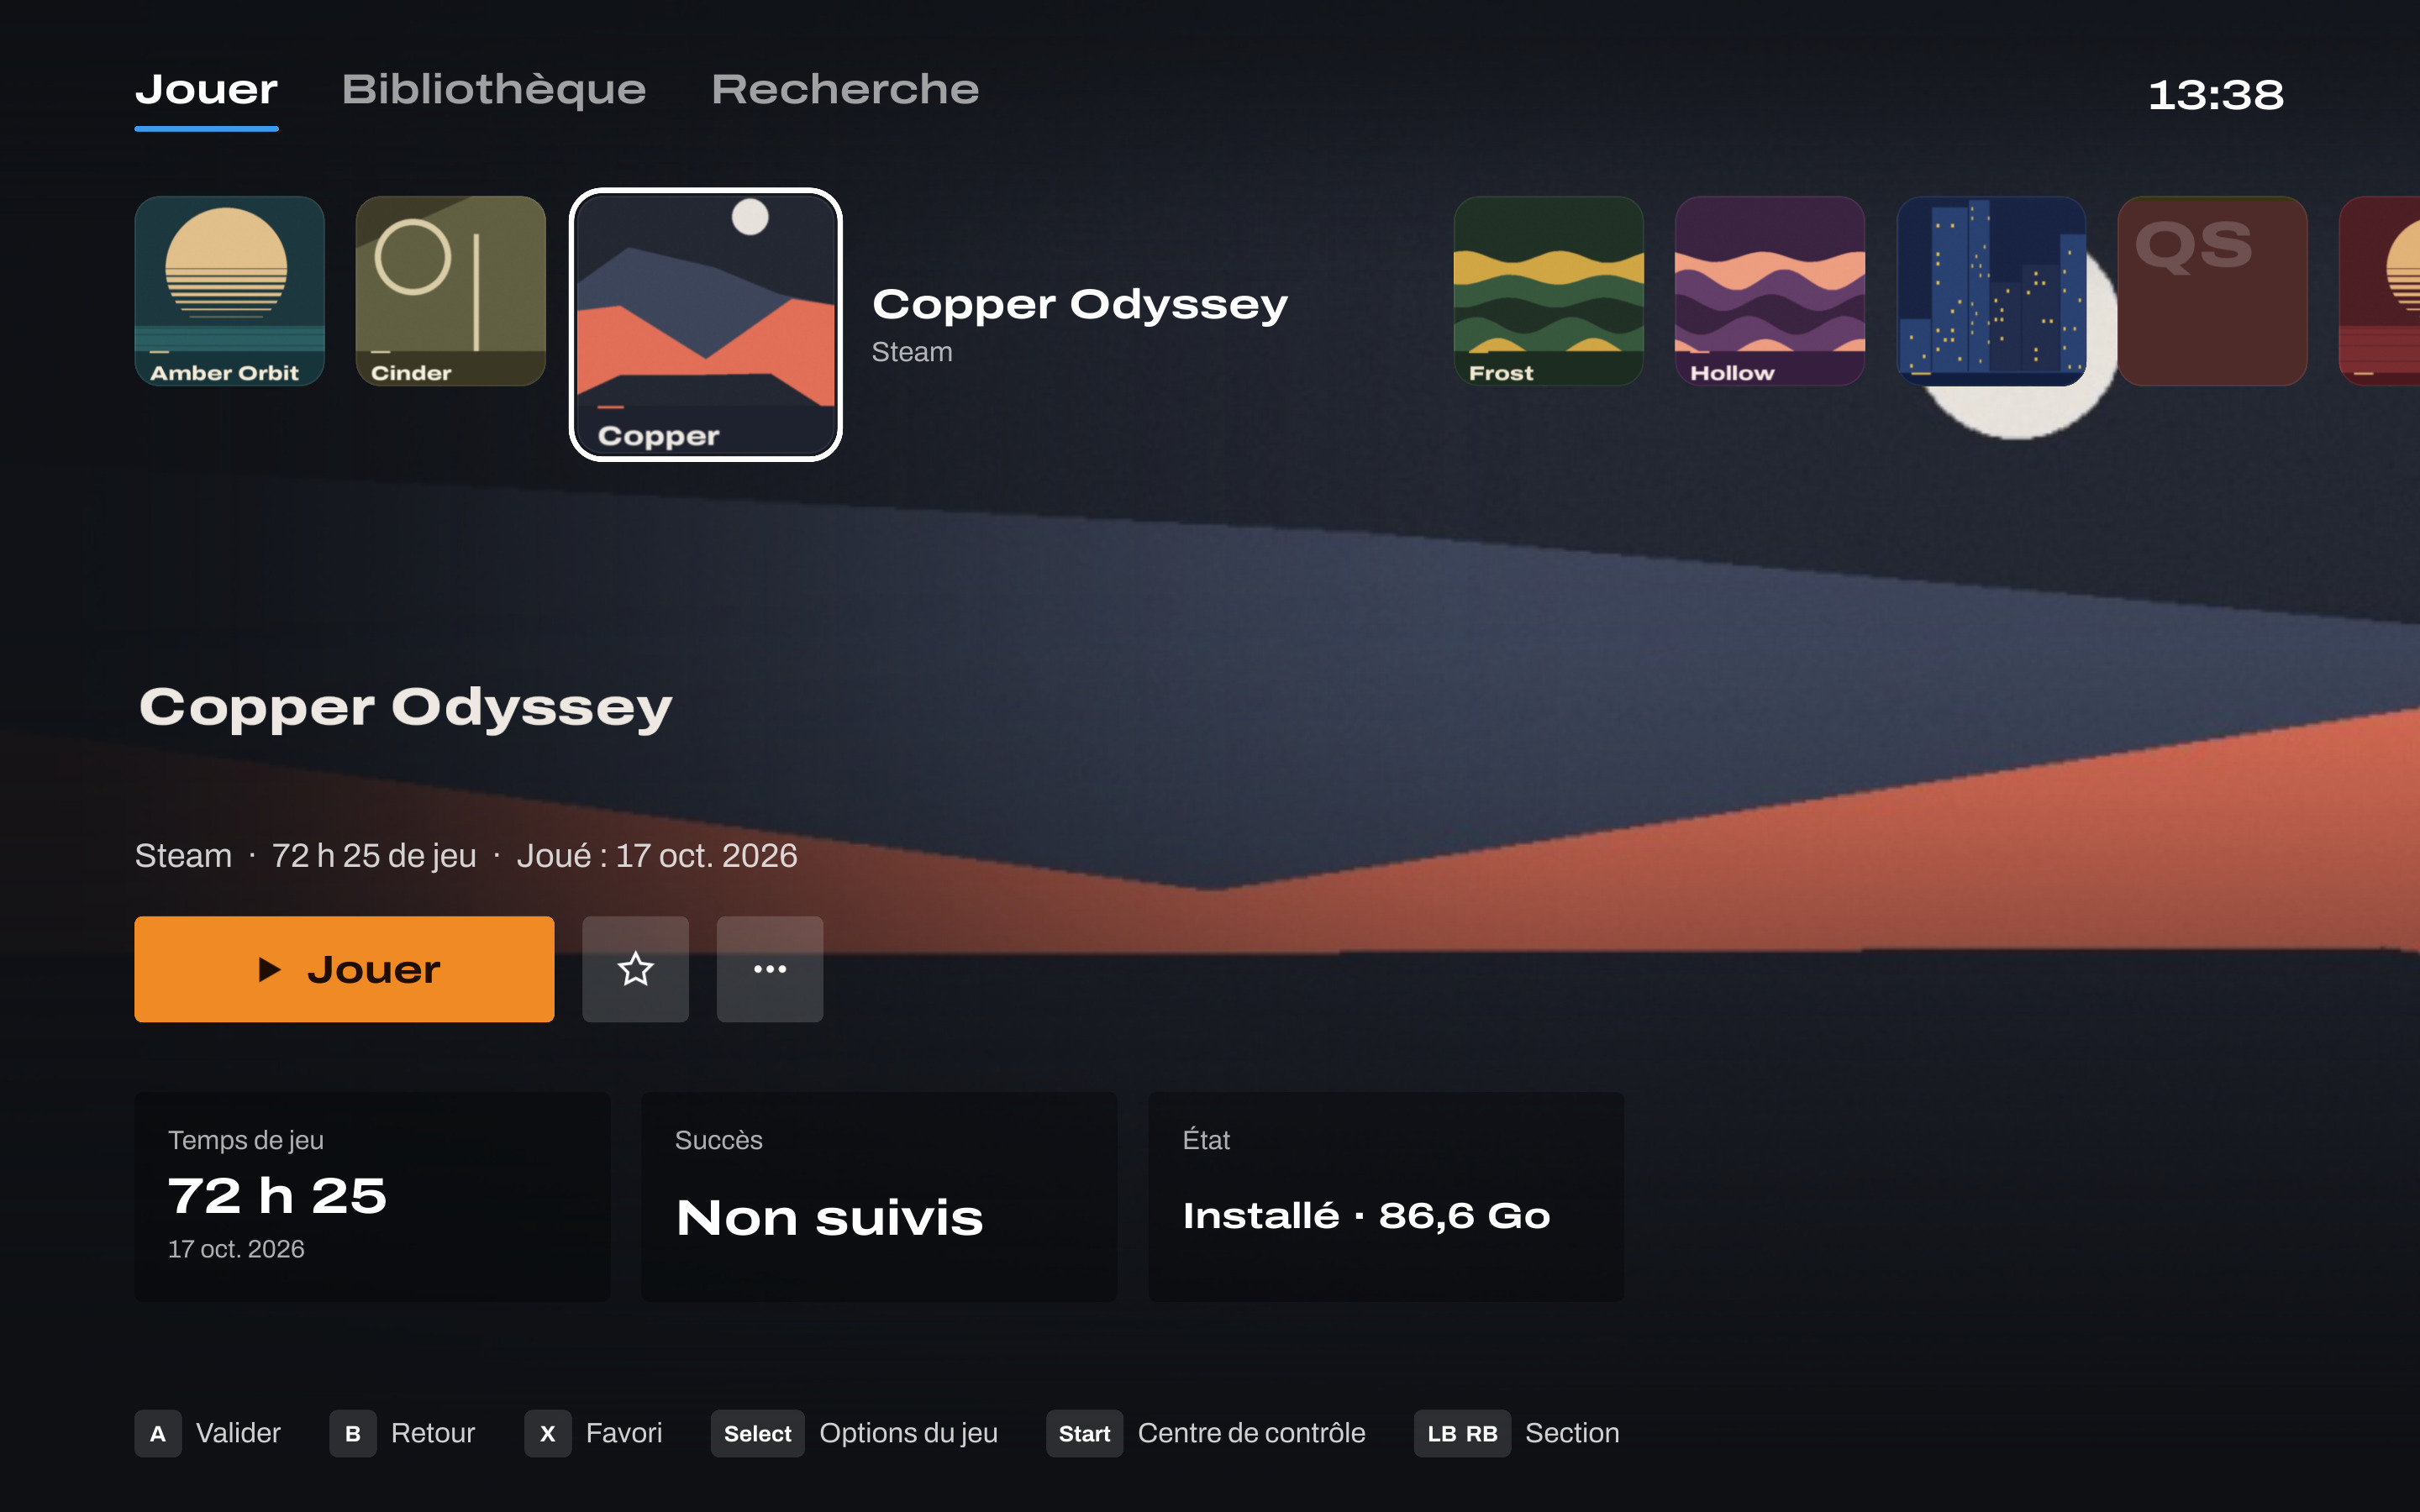 Jouer Bibliothèque Recherche 13:38
Amber Orbit
Cinder
Copper
Copper Odyssey
Steam
Frost
Hollow
QS
Copper Odyssey
Steam · 72 h 25 de jeu · Joué : 17 oct. 2026
Jouer
Temps de jeu
72 h 25
17 oct. 2026
Succès
Non suivis
État
Installé · 86,6 Go
A Valider B Retour X Favori Select Options du jeu Start Centre de contrôle LB RB Section